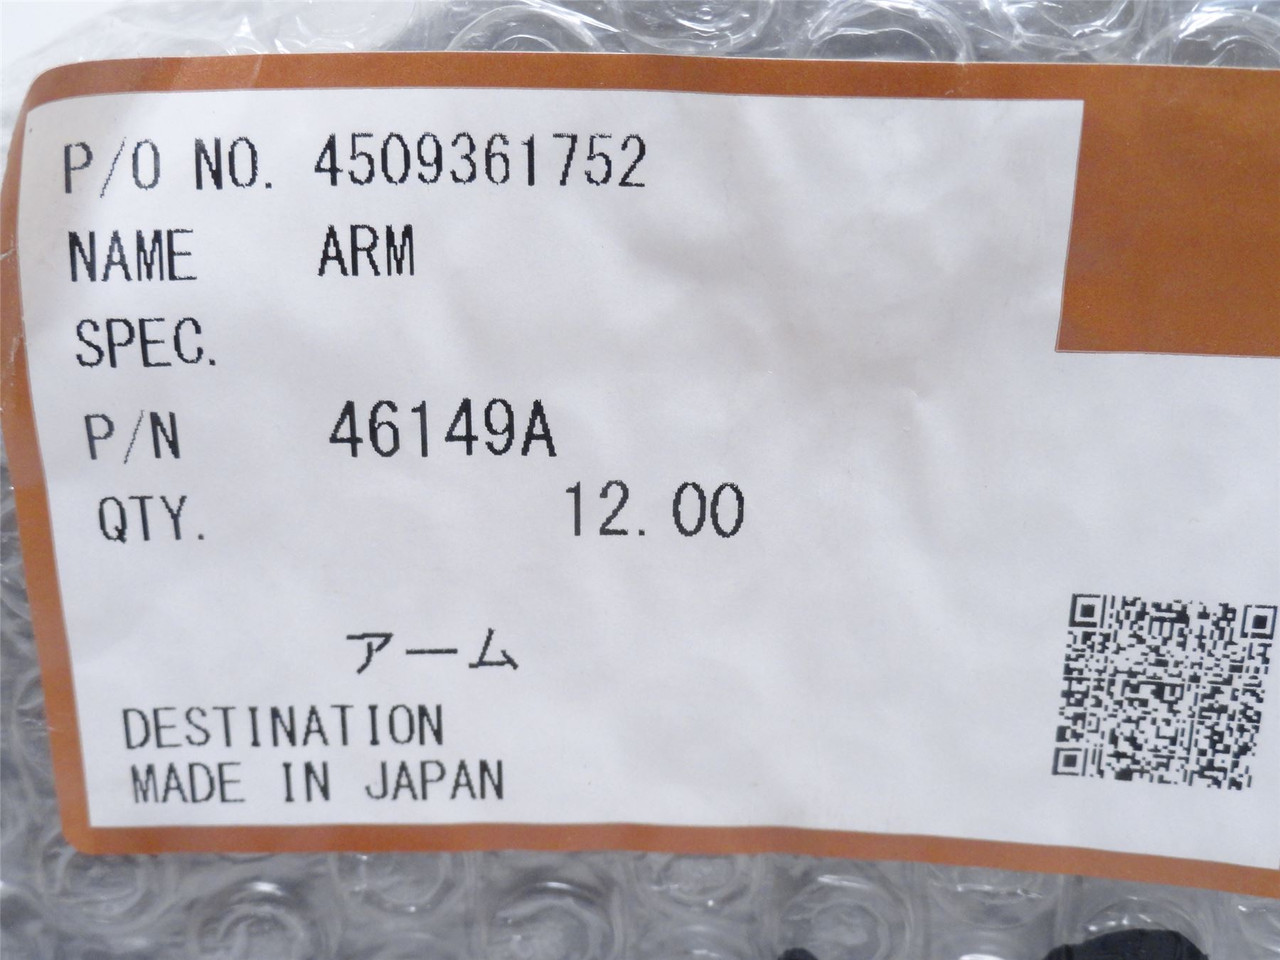 P/O NO. 4509361752
NAME ARM
SPEC.
P/N 46149A
QTY. 12.00
アーム
DESTINATION
MADE IN JAPAN